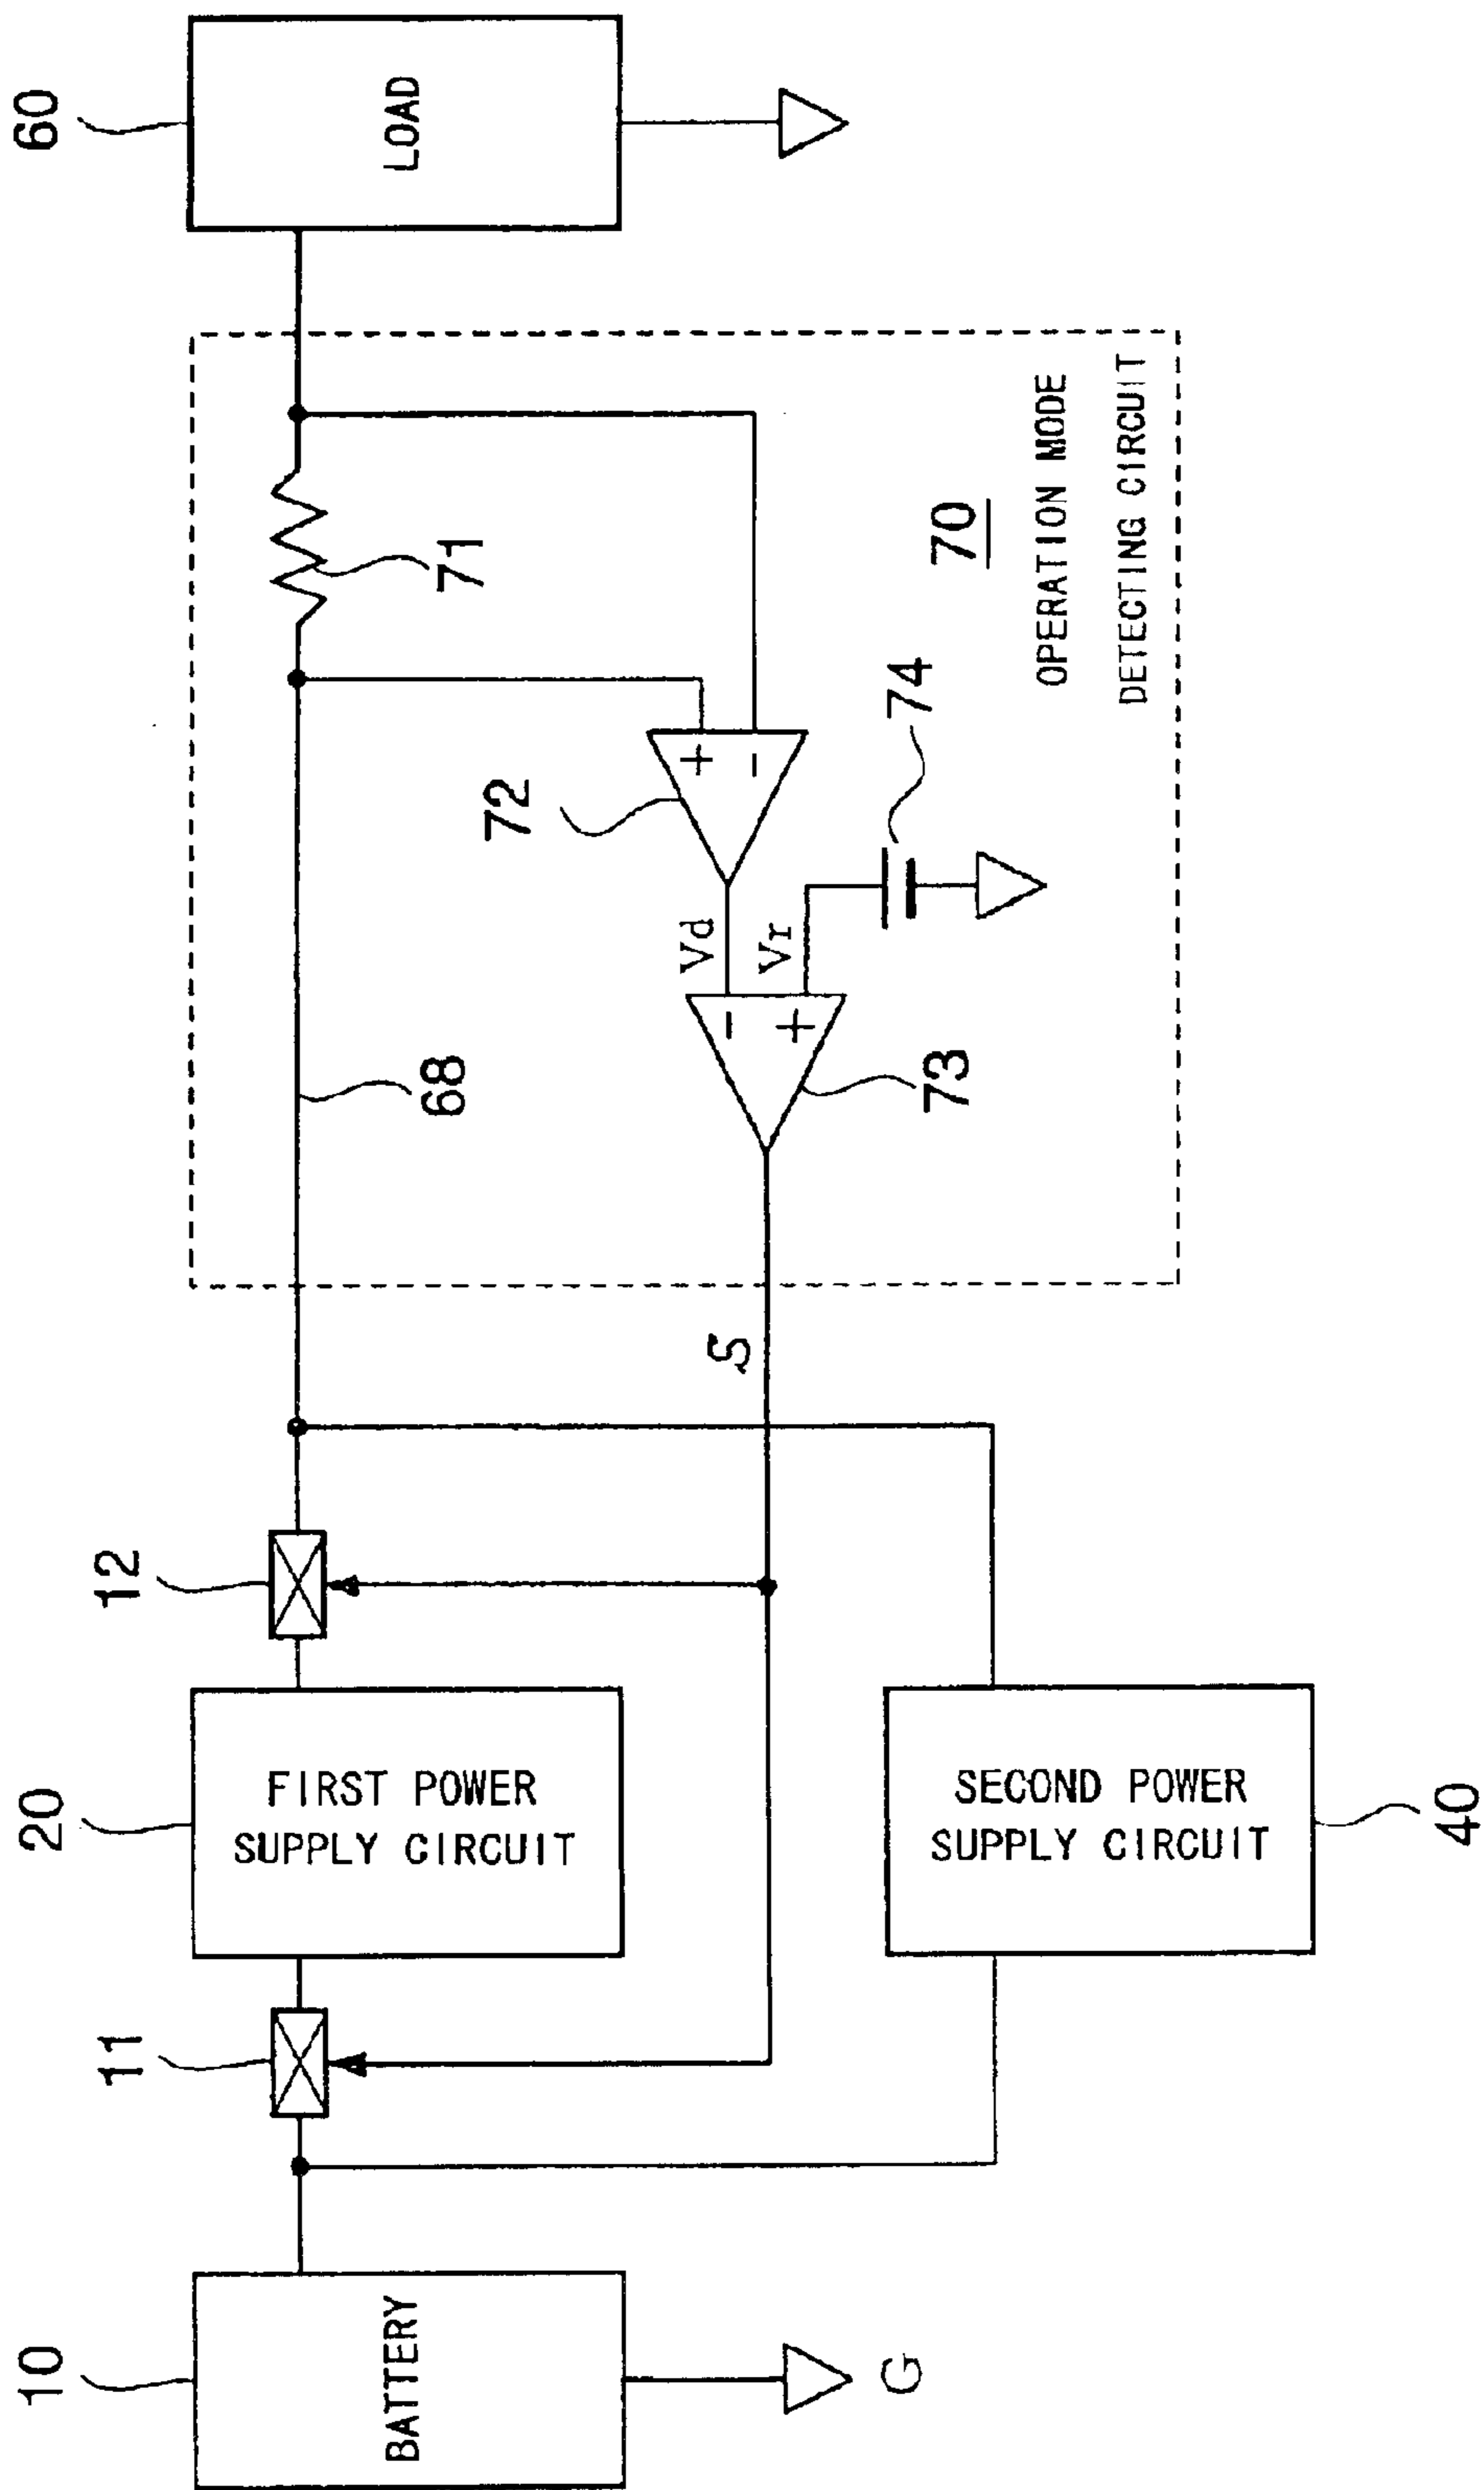 10
BATTERY
G
11
20
FIRST POWER
SUPPLY CIRCUIT
12
SECOND POWER
SUPPLY CIRCUIT
40
S
68
73
Vd
Vr
72
74
71
70
OPERATION MODE
DETECTING CIRCUIT
+
-
-
+
60
LOAD